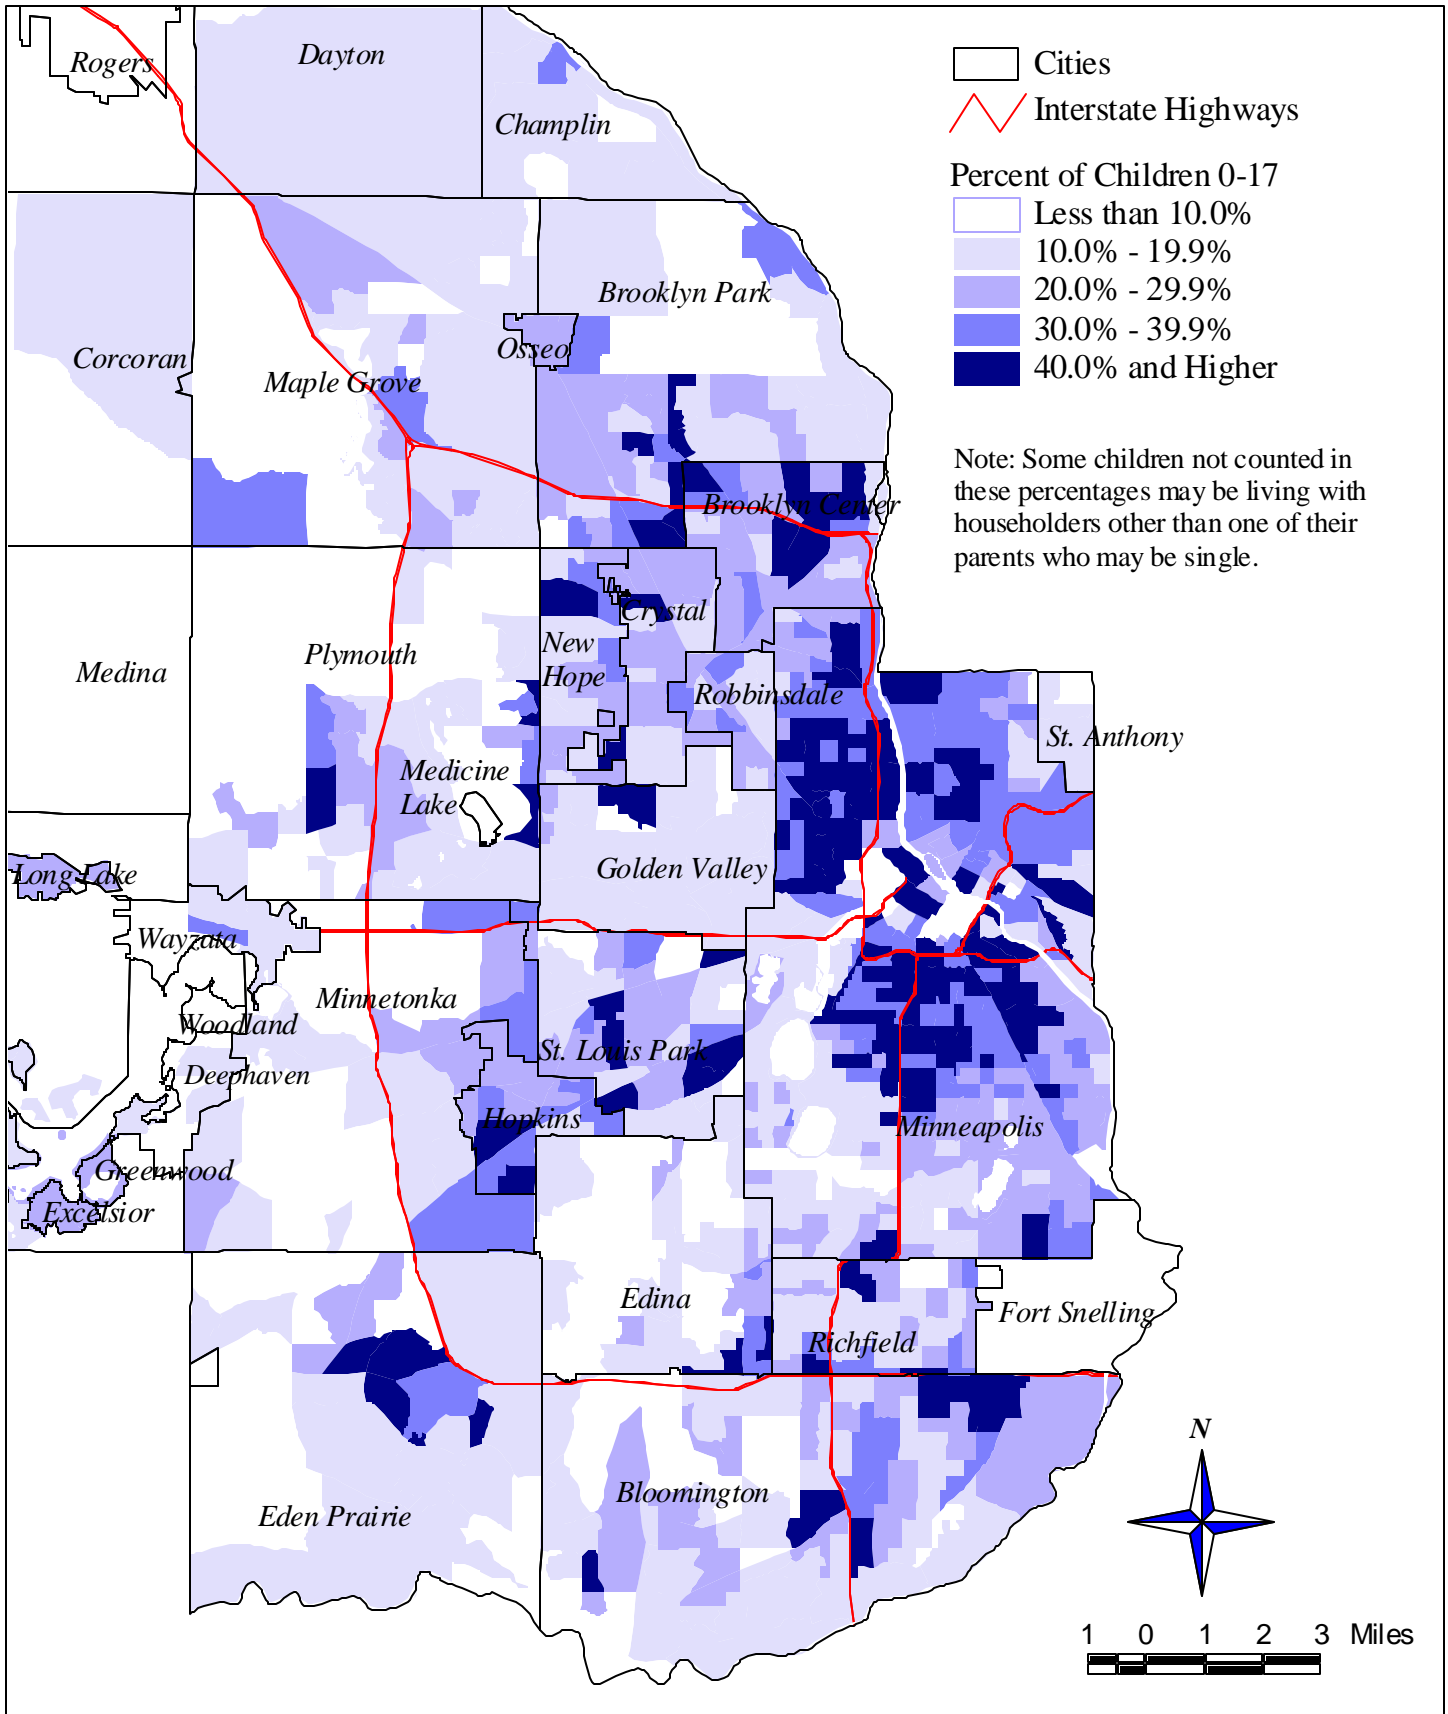 Rogers
Dayton
Champlin
Cities
Interstate Highways
Percent of Children 0-17
Less than 10.0%
10.0% - 19.9%
20.0% - 29.9%
30.0% - 39.9%
40.0% and Higher
Note: Some children not counted in
these percentages may be living with
householders other than one of their
parents who may be single.
Brooklyn Park
Osseo
Corcoran
Maple Grove
Brooklyn Center
Crystal
New
Hope
Plymouth
Medina
Robbinsdale
St. Anthony
Medicine
Lake
Golden Valley
Long Lake
Wayzata
Minnetonka
Woodland
St. Louis Park
Deephaven
Hopkins
Minneapolis
Greenwood
Excelsior
Edina
Fort Snelling
Richfield
Bloomington
Eden Prairie
N
1 0 1 2 3 Miles